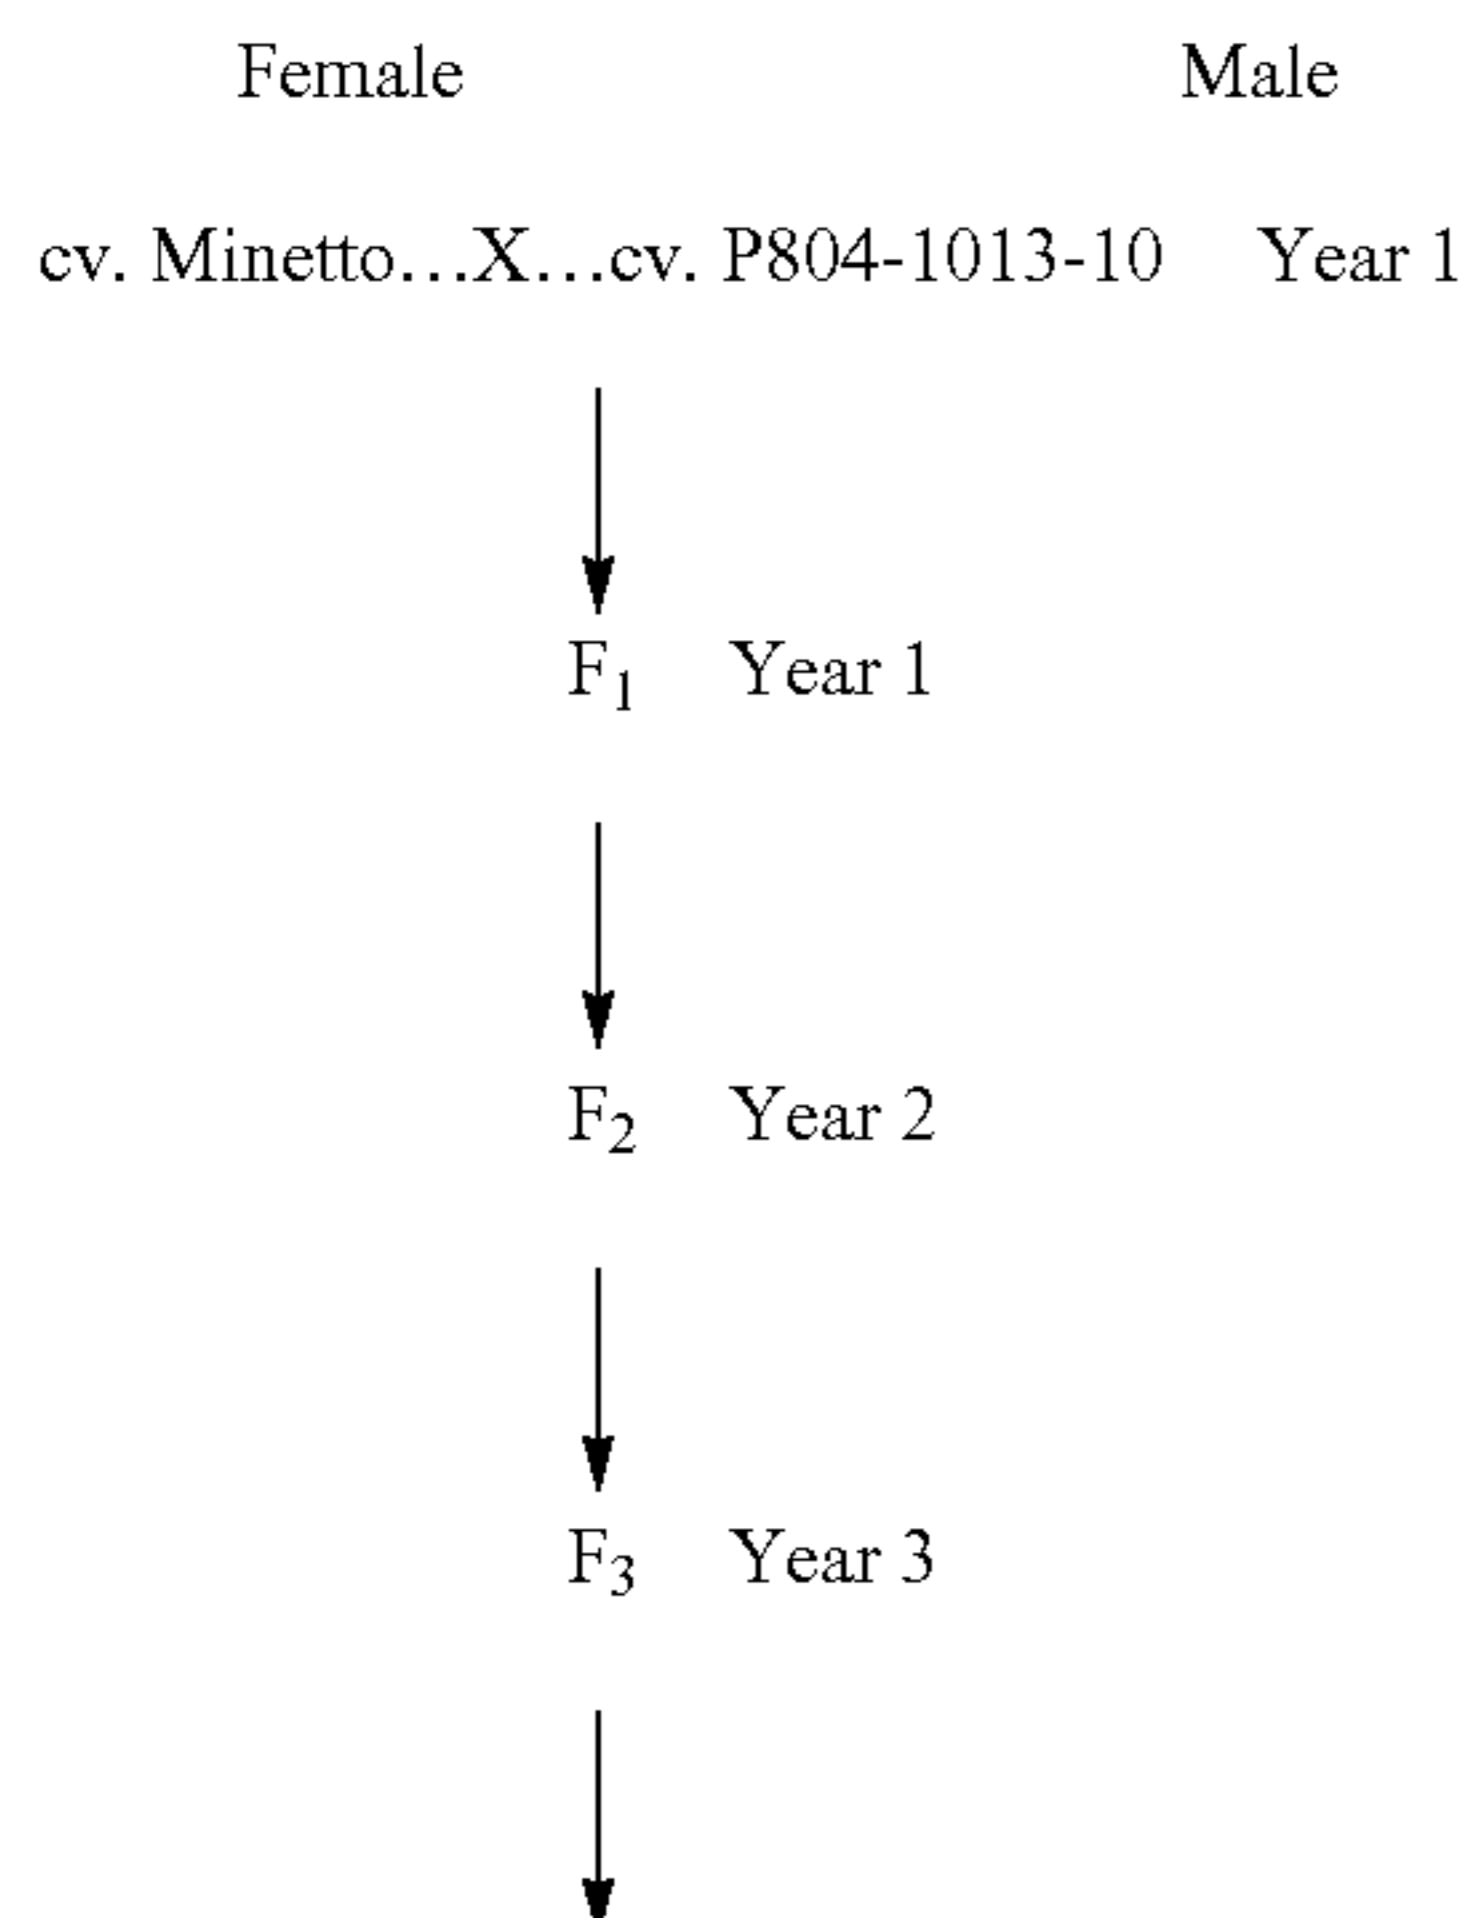 Female Male
cv. Minetto...X...cv. P804-1013-10 Year 1
F₁ Year 1
F₂ Year 2
F₃ Year 3